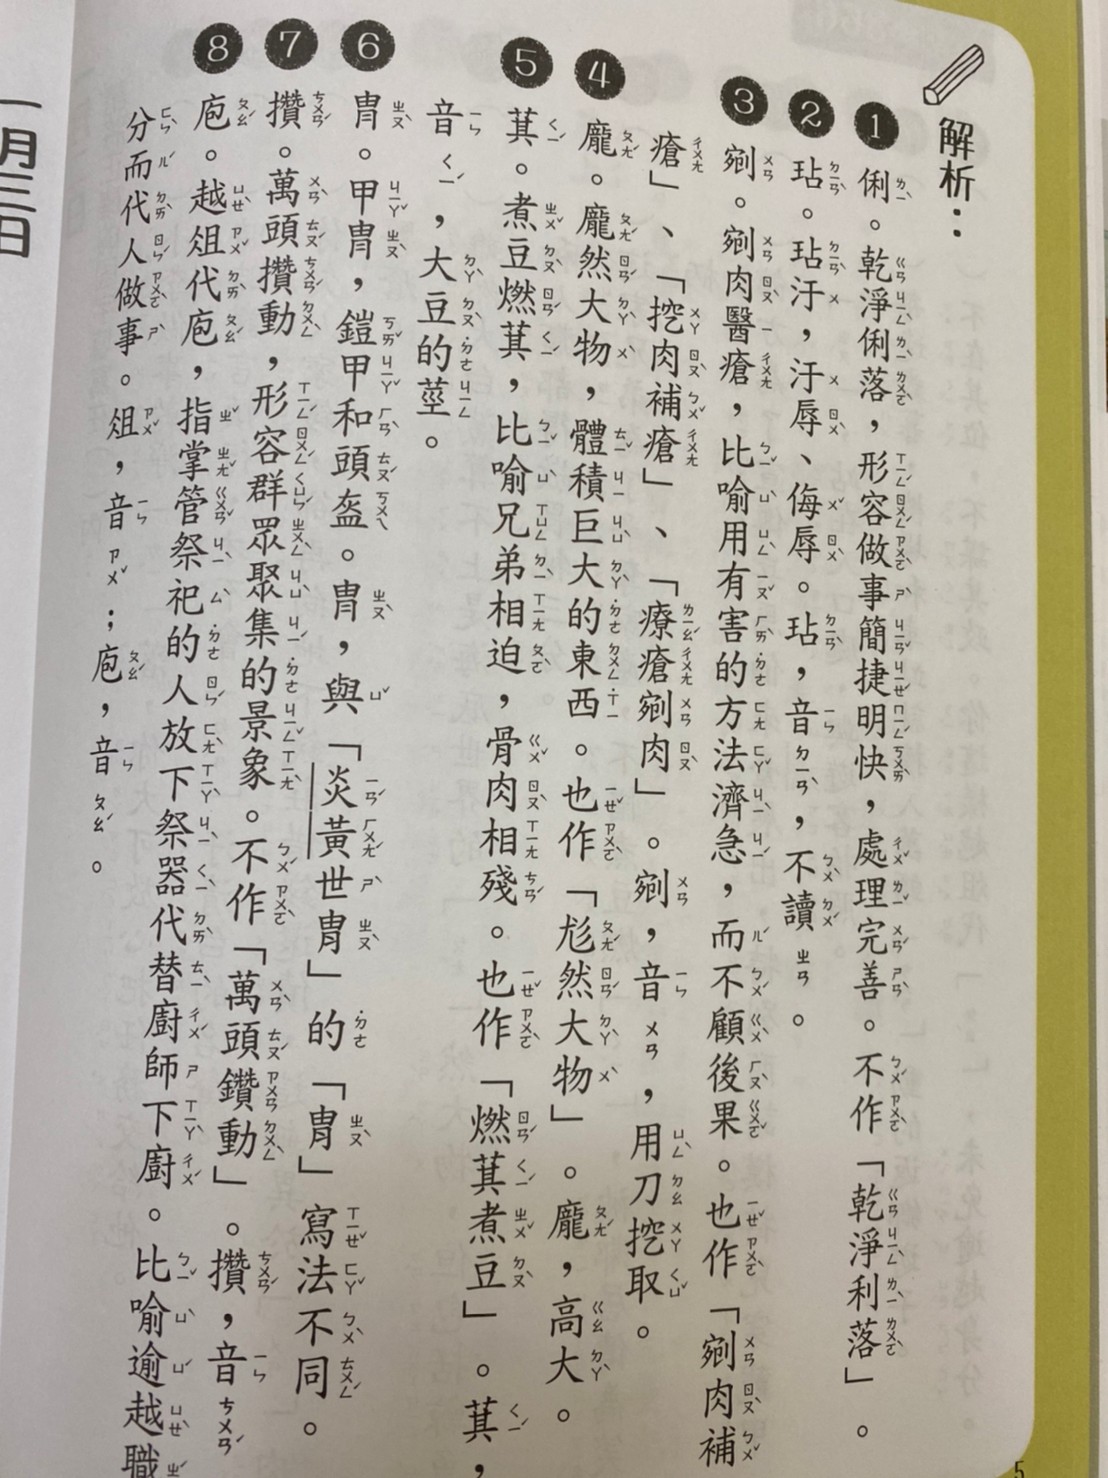 解析：
1 俐。乾淨俐落，形容做事簡捷明快，處理完善。不作「乾淨利落」。
2 玷。玷汙，汙辱、侮辱。玷，音ㄉㄧㄢˋ，不讀ㄓㄢ。
3 剜。剜肉醫瘡，比喻用有害的方法濟急，而不顧後果。也作「剜肉補
瘡」、「挖肉補瘡」、「療瘡剜肉」。剜，音ㄨㄢ，用刀挖取。
4 龐。龐然大物，體積巨大的東西。也作「尨然大物」。龐，高大。
5 萁。煮豆燃萁，比喻兄弟相迫，骨肉相殘。也作「燃萁煮豆」。萁，
音ㄑㄧˊ，大豆的莖。
6 胄。甲胄，鎧甲和頭盔。胄，與「炎黃世胄」的「胄」寫法不同。
7 攢。萬頭攢動，形容群眾聚集的景象。不作「萬頭鑽動」。攢，音ㄘㄨㄢˊ
8 庖。越俎代庖，指掌管祭祀的人放下祭器代替廚師下廚。比喻逾越職
分而代人做事。俎，音ㄗㄨˇ；庖，音ㄆㄠˊ。
一明三日
5